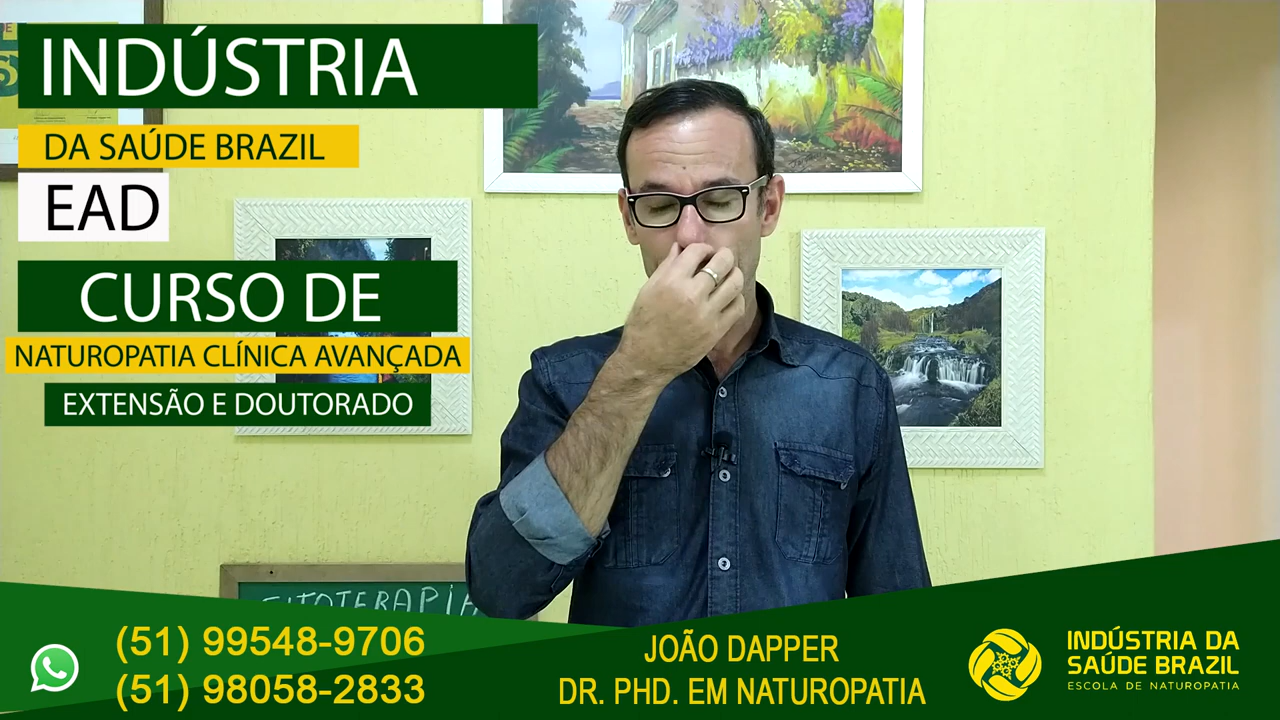 INDÚSTRIA
DA SAÚDE BRAZIL
EAD
CURSO DE
NATUROPATIA CLÍNICA AVANÇADA
EXTENSÃO E DOUTORADO
FITOTERAPIA
(51) 99548-9706
(51) 98058-2833
JOÃO DAPPER
DR. PHD. EM NATUROPATIA
INDÚSTRIA DA
SAÚDE BRAZIL
ESCOLA DE NATUROPATIA